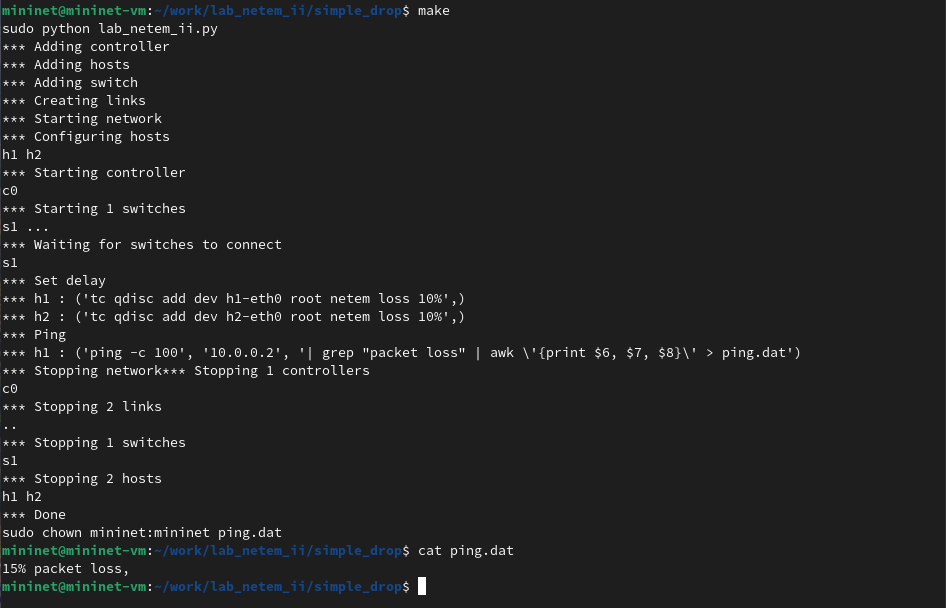 mininet@mininet-vm:~/work/lab_netem_ii/simple_drop$ make
sudo python lab_netem_ii.py
*** Adding controller
*** Adding hosts
*** Adding switch
*** Creating links
*** Starting network
*** Configuring hosts
h1 h2
*** Starting controller
c0
*** Starting 1 switches
s1 ...
*** Waiting for switches to connect
s1
*** Set delay
*** h1 : ('tc qdisc add dev h1-eth0 root netem loss 10%',)
*** h2 : ('tc qdisc add dev h2-eth0 root netem loss 10%',)
*** Ping
*** h1 : ('ping -c 100', '10.0.0.2', '| grep "packet loss" | awk \'{print $6, $7, $8}\' > ping.dat')
*** Stopping network*** Stopping 1 controllers
c0
*** Stopping 2 links
..
*** Stopping 1 switches
s1
*** Stopping 2 hosts
h1 h2
*** Done
sudo chown mininet:mininet ping.dat
mininet@mininet-vm:~/work/lab_netem_ii/simple_drop$ cat ping.dat
15% packet loss,
mininet@mininet-vm:~/work/lab_netem_ii/simple_drop$